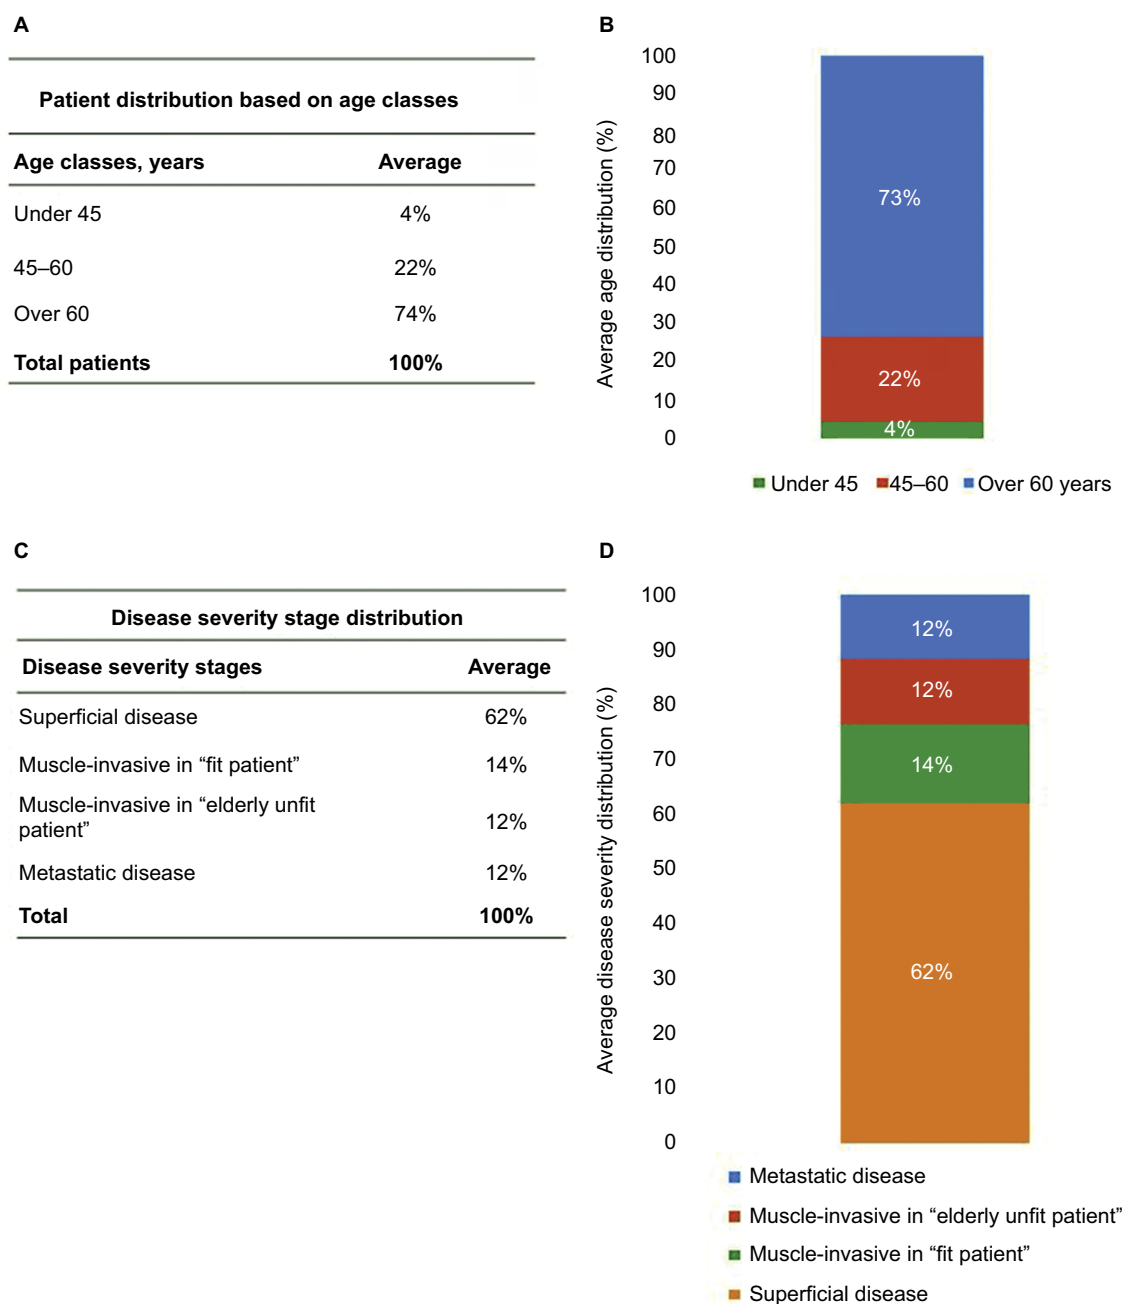 A
Patient distribution based on age classes
Age classes, years Average
Under 45 4%
45–60 22%
Over 60 74%
Total patients 100%
B
Average age distribution (%)
100
90
80
70
60
50
40
30
20
10
0
73%
22%
4%
Under 45 45–60 Over 60 years
C
Disease severity stage distribution
Disease severity stages Average
Superficial disease 62%
Muscle-invasive in “fit patient” 14%
Muscle-invasive in “elderly unfit
patient” 12%
Metastatic disease 12%
Total 100%
D
Average disease severity distribution (%)
100
90
80
70
60
50
40
30
20
10
0
12%
12%
14%
62%
Metastatic disease
Muscle-invasive in “elderly unfit patient”
Muscle-invasive in “fit patient”
Superficial disease